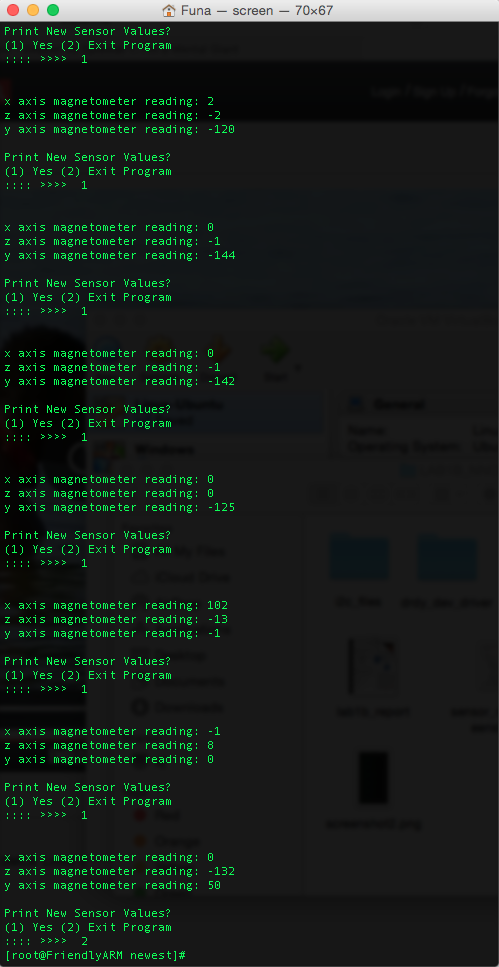 Funa — screen — 70×67
Print New Sensor Values?
(1) Yes (2) Exit Program
:::: >>>>  1
x axis magnetometer reading: 2
z axis magnetometer reading: -2
y axis magnetometer reading: -120
Print New Sensor Values?
(1) Yes (2) Exit Program
:::: >>>>  1
x axis magnetometer reading: 0
z axis magnetometer reading: -1
y axis magnetometer reading: -144
Print New Sensor Values?
(1) Yes (2) Exit Program
:::: >>>>  1
x axis magnetometer reading: 0
z axis magnetometer reading: -1
y axis magnetometer reading: -142
Print New Sensor Values?
(1) Yes (2) Exit Program
:::: >>>>  1
x axis magnetometer reading: 0
z axis magnetometer reading: 0
y axis magnetometer reading: -125
Print New Sensor Values?
(1) Yes (2) Exit Program
:::: >>>>  1
x axis magnetometer reading: 102
z axis magnetometer reading: -13
y axis magnetometer reading: -1
Print New Sensor Values?
(1) Yes (2) Exit Program
:::: >>>>  1
x axis magnetometer reading: -1
z axis magnetometer reading: 8
y axis magnetometer reading: 0
Print New Sensor Values?
(1) Yes (2) Exit Program
:::: >>>>  1
x axis magnetometer reading: 0
z axis magnetometer reading: -132
y axis magnetometer reading: 50
Print New Sensor Values?
(1) Yes (2) Exit Program
:::: >>>>  2
[root@FriendlyARM newest]#
General
Name:
Operating System:
Windows
Downloads